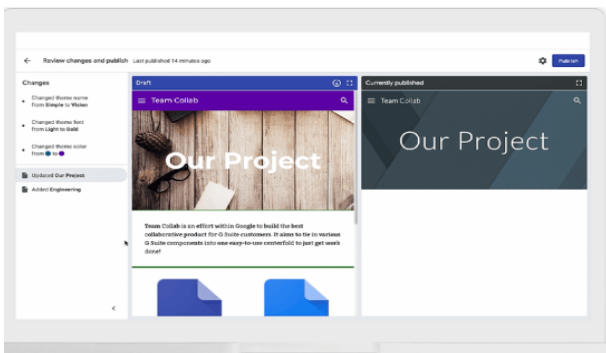 Review changes and publish Last published 14 minutes ago
Publish
Changes
Changed theme name
from Simple to Vision
Changed theme font
from Light to Bold
Changed theme color
from to
Updated Our Project
Added Engineering
Draft
Team Collab
Our Project
Team Collab is an effort within Google to build the best
collaborative product for G Suite customers. It aims to tie in various
G Suite components into one easy-to-use centerfold to just get work
done!
Currently published
Team Collab
Our Project